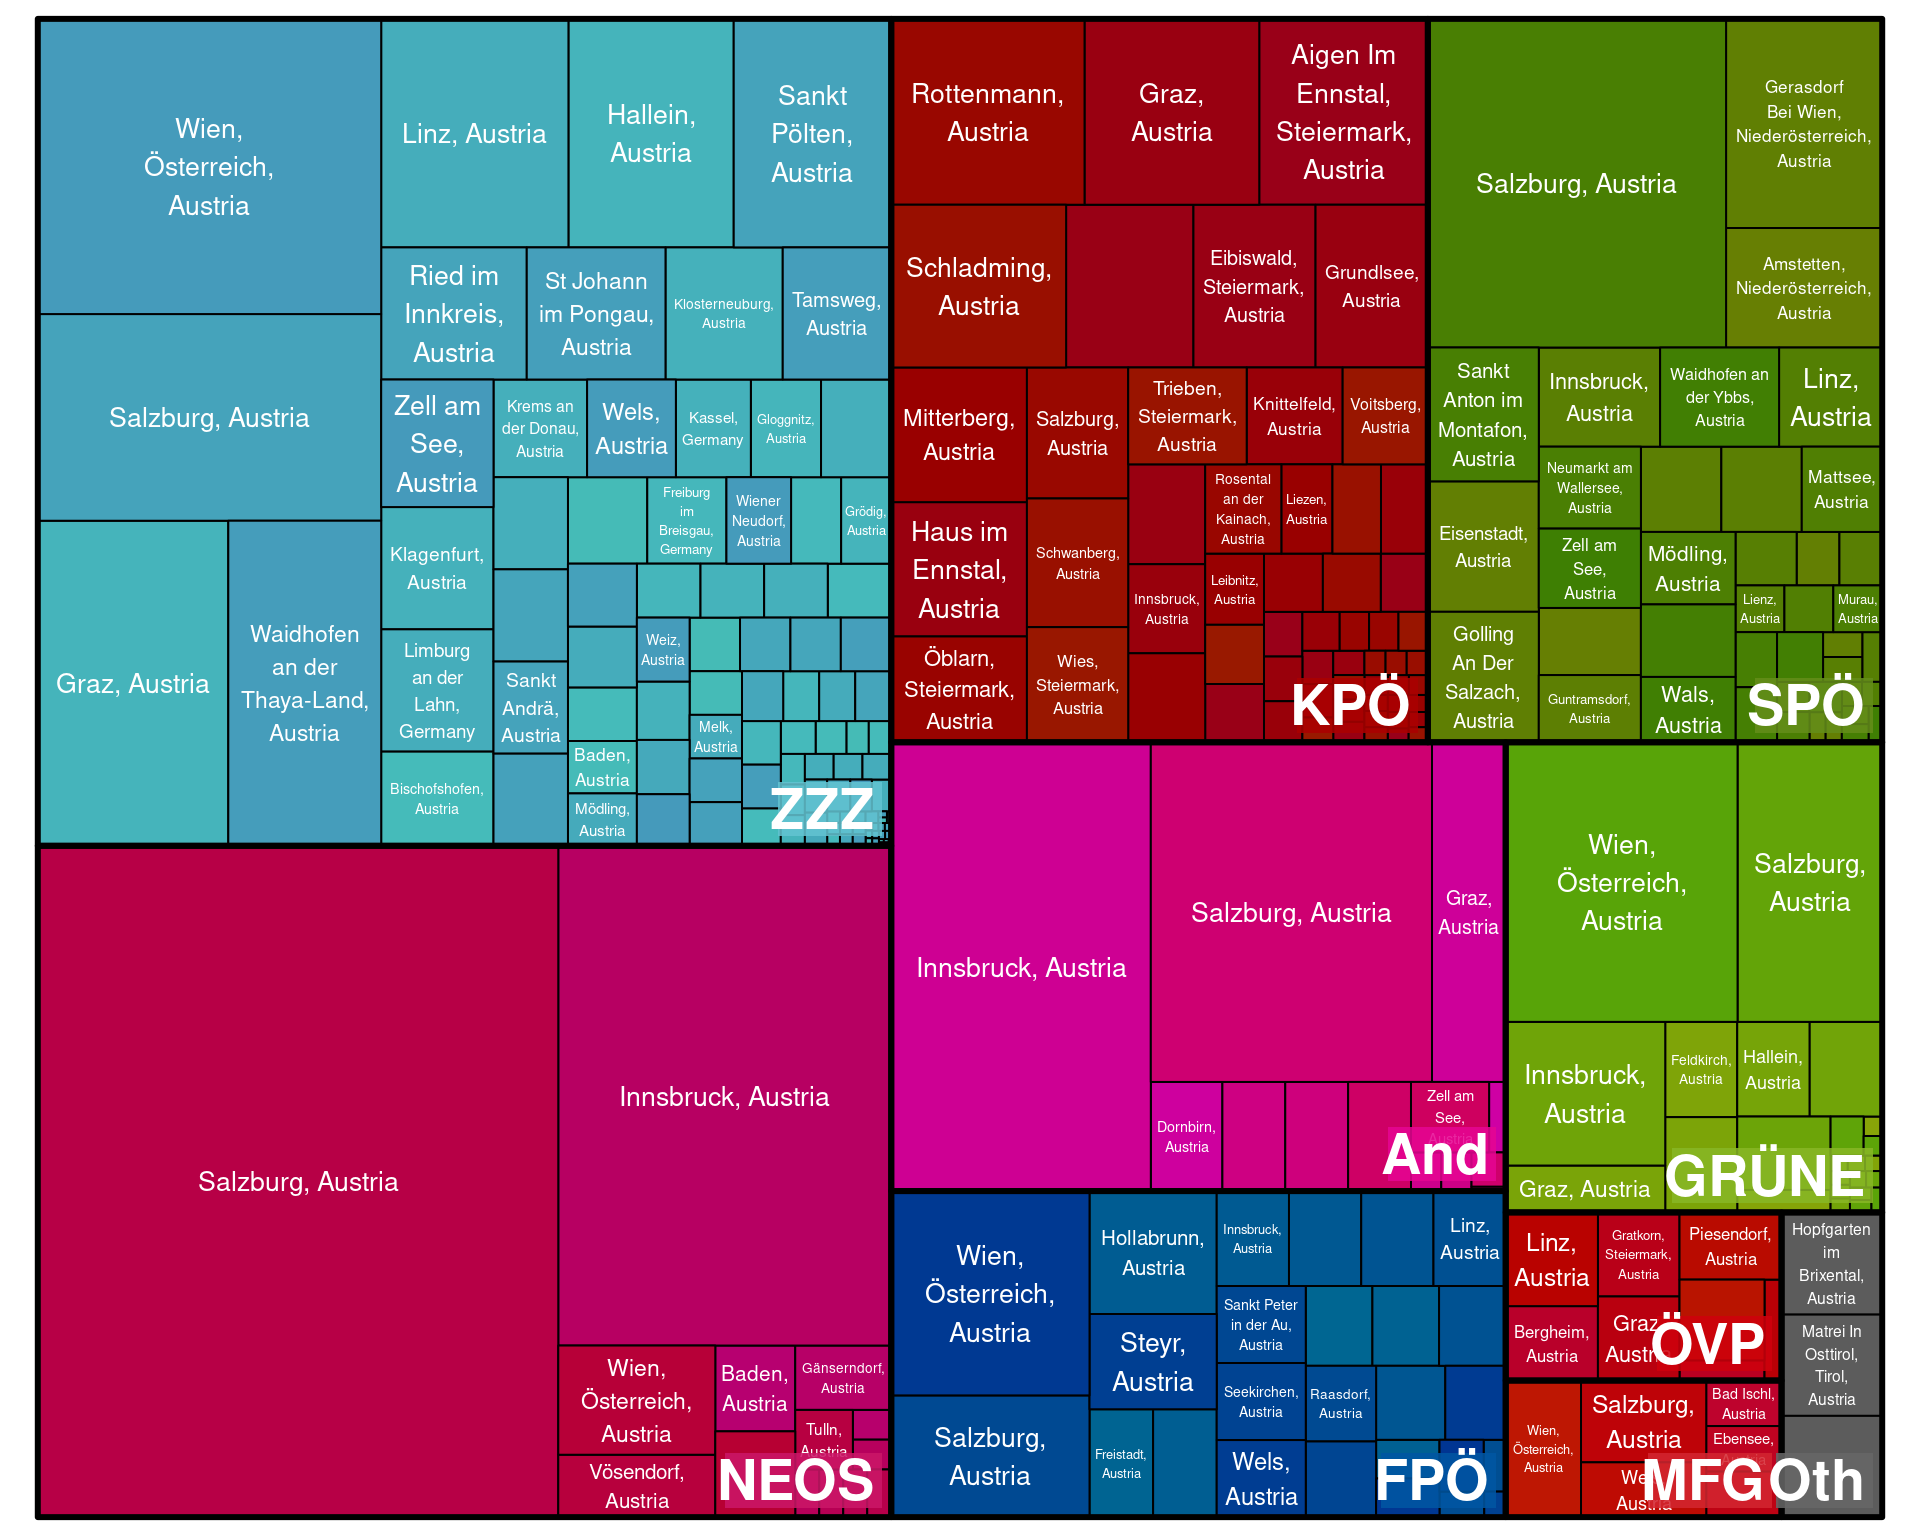 Wien,
Österreich,
Austria
Linz, Austria
Hallein,
Austria
Sankt
Pölten,
Austria
Salzburg, Austria
Graz, Austria
Waidhofen
an der
Thaya-Land,
Austria
Ried im
Innkreis,
Austria
St Johann
im Pongau,
Austria
Klosterneuburg,
Austria
Tamsweg,
Austria
Zell am
See,
Austria
Krems an
der Donau,
Austria
Wels,
Austria
Kassel,
Germany
Gloggnitz,
Austria
Klagenfurt,
Austria
Freiburg
im
Breisgau,
Germany
Wiener
Neudorf,
Austria
Grödig,
Austria
Limburg
an der
Lahn,
Germany
Sankt
Andrä,
Austria
Weiz,
Austria
Bischofshofen,
Austria
Baden,
Austria
Mödling,
Austria
Melk,
Austria
ZZZ
Rottenmann,
Austria
Graz,
Austria
Aigen Im
Ennstal,
Steiermark,
Austria
Schladming,
Austria
Eibiswald,
Steiermark,
Austria
Grundlsee,
Austria
Mitterberg,
Austria
Salzburg,
Austria
Trieben,
Steiermark,
Austria
Knittelfeld,
Austria
Voitsberg,
Austria
Haus im
Ennstal,
Austria
Schwanberg,
Austria
Rosental
an der
Kainach,
Austria
Liezen,
Austria
Innsbruck,
Austria
Leibnitz,
Austria
Öblarn,
Steiermark,
Austria
Wies,
Steiermark,
Austria
KPÖ
Salzburg, Austria
Gerasdorf
Bei Wien,
Niederösterreich,
Austria
Amstetten,
Niederösterreich,
Austria
Sankt
Anton im
Montafon,
Austria
Innsbruck,
Austria
Waidhofen an
der Ybbs,
Austria
Linz,
Austria
Neumarkt am
Wallersee,
Austria
Mattsee,
Austria
Eisenstadt,
Austria
Zell am
See,
Austria
Mödling,
Austria
Lienz,
Austria
Murau,
Austria
Golling
An Der
Salzach,
Austria
Guntramsdorf,
Austria
Wals,
Austria
SPÖ
Salzburg, Austria
Innsbruck, Austria
Wien,
Österreich,
Austria
Baden,
Austria
Gänserndorf,
Austria
Tulln,
Austria
Vösendorf,
Austria
NEOS
Innsbruck, Austria
Salzburg, Austria
Graz,
Austria
Dornbirn,
Austria
Zell am
See,
Austria
And
Wien,
Österreich,
Austria
Salzburg,
Austria
Innsbruck,
Austria
Feldkirch,
Austria
Hallein,
Austria
Graz, Austria
GRÜNE
Wien,
Österreich,
Austria
Hollabrunn,
Austria
Innsbruck,
Austria
Linz,
Austria
Steyr,
Austria
Sankt Peter
in der Au,
Austria
Salzburg,
Austria
Seekirchen,
Austria
Raasdorf,
Austria
Freistadt,
Austria
Wels,
Austria
FPÖ
Linz,
Austria
Gratkorn,
Steiermark,
Austria
Piesendorf,
Austria
Bergheim,
Austria
Graz,
Austria
ÖVP
Wien,
Österreich,
Austria
Salzburg,
Austria
Bad Ischl,
Austria
Ebensee,
Austria
MFG
Hopfgarten
im
Brixental,
Austria
Matrei In
Osttirol,
Tirol,
Austria
Oth